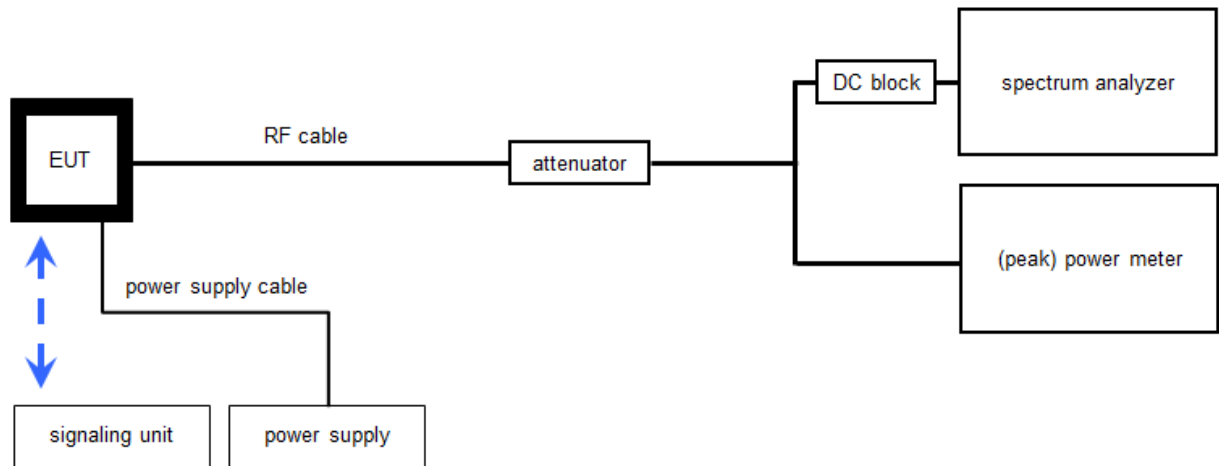 DC block
spectrum analyzer
EUT
RF cable
attenuator
(peak) power meter
power supply cable
signaling unit
power supply